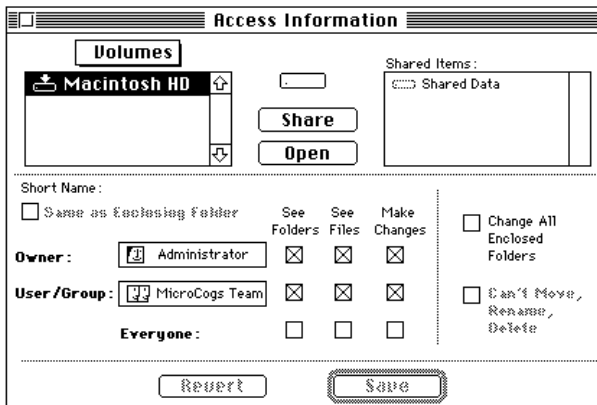 Access Information
Volumes
Macintosh HD
Share
Open
Shared Items:
Shared Data
Short Name:
Same as Enclosing Folder
See Folders
See Files
Make Changes
Owner: Administrator
User/Group: MicroCogs Team
Everyone:
Change All
Enclosed
Folders
Can't Move,
Rename,
Delete
Revert
Save